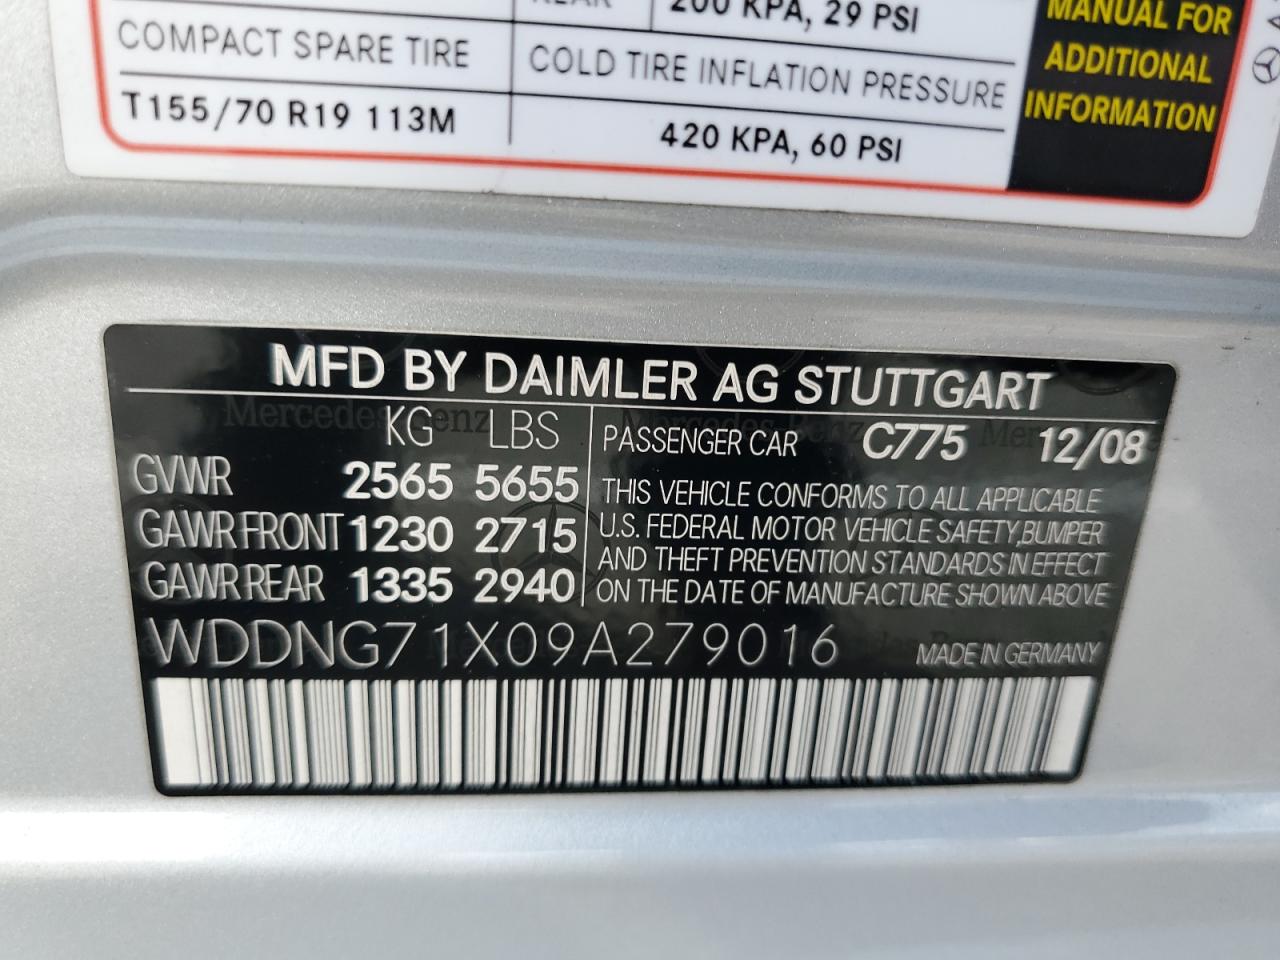 200 KPA, 29 PSI
MANUAL FOR
ADDITIONAL
INFORMATION
COMPACT SPARE TIRE
COLD TIRE INFLATION PRESSURE
T155/70 R19 113M
420 KPA, 60 PSI
MFD BY DAIMLER AG STUTTGART
KG LBS
GVWR 2565 5655
GAWR FRONT 1230 2715
GAWR REAR 1335 2940
PASSENGER CAR C775 12/08
THIS VEHICLE CONFORMS TO ALL APPLICABLE
U.S. FEDERAL MOTOR VEHICLE SAFETY, BUMPER
AND THEFT PREVENTION STANDARDS IN EFFECT
ON THE DATE OF MANUFACTURE SHOWN ABOVE
WDDNG71X09A279016 MADE IN GERMANY